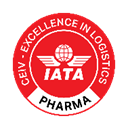 CEIV - EXCELLENCE IN LOGISTICS
IATA
PHARMA